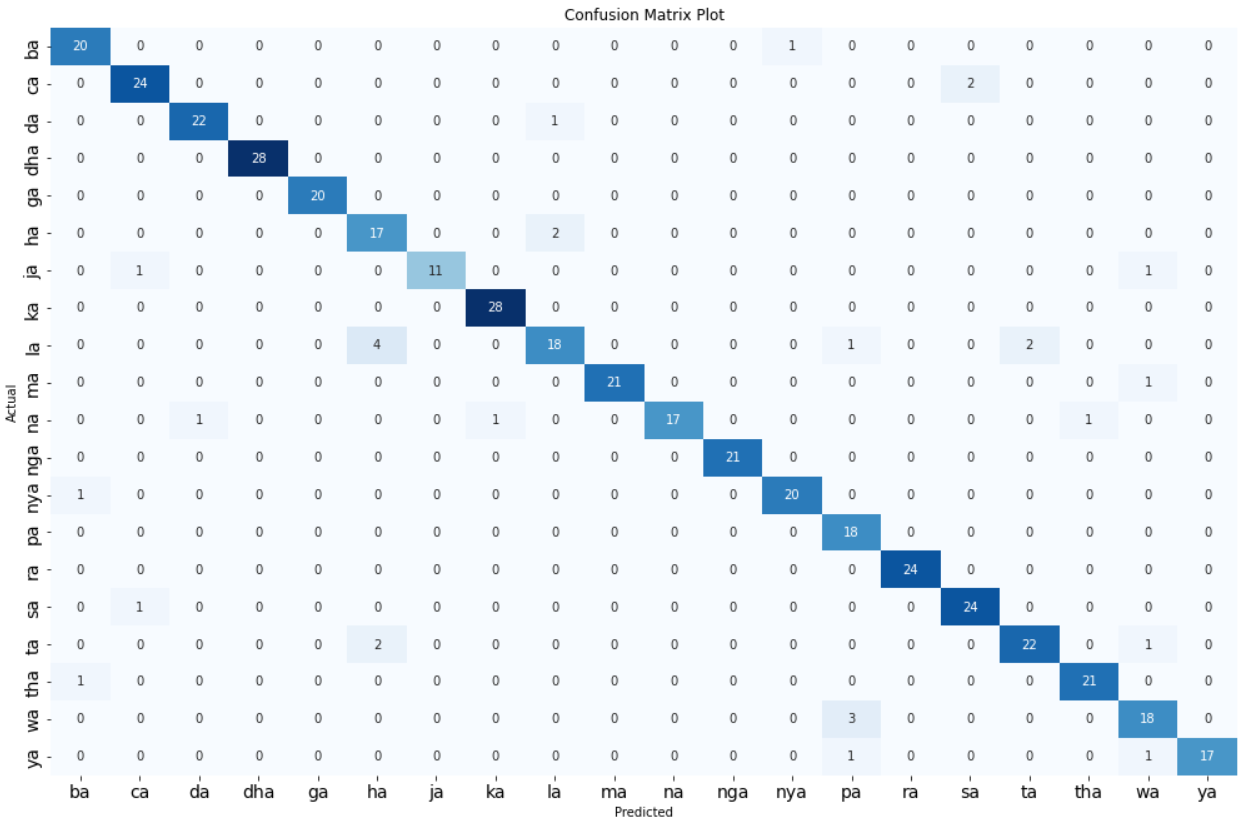 Confusion Matrix Plot
ba 20 0 0 0 0 0 0 0 0 0 0 0 1 0 0 0 0 0 0 0
ca 0 24 0 0 0 0 0 0 0 0 0 0 0 0 0 2 0 0 0 0
da 0 0 22 0 0 0 0 0 1 0 0 0 0 0 0 0 0 0 0 0
dha 0 0 0 28 0 0 0 0 0 0 0 0 0 0 0 0 0 0 0 0
ga 0 0 0 0 20 0 0 0 0 0 0 0 0 0 0 0 0 0 0 0
ha 0 0 0 0 0 17 0 0 2 0 0 0 0 0 0 0 0 0 0 0
ja 0 1 0 0 0 0 11 0 0 0 0 0 0 0 0 0 0 0 1 0
ka 0 0 0 0 0 0 0 28 0 0 0 0 0 0 0 0 0 0 0 0
la 0 0 0 0 0 4 0 0 18 0 0 0 0 1 0 0 2 0 0 0
ma 0 0 0 0 0 0 0 0 0 21 0 0 0 0 0 0 0 0 1 0
Actual
na 0 0 1 0 0 0 0 1 0 0 17 0 0 0 0 0 0 1 0 0
nga 0 0 0 0 0 0 0 0 0 0 0 21 0 0 0 0 0 0 0 0
nya 1 0 0 0 0 0 0 0 0 0 0 0 20 0 0 0 0 0 0 0
pa 0 0 0 0 0 0 0 0 0 0 0 0 0 18 0 0 0 0 0 0
ra 0 0 0 0 0 0 0 0 0 0 0 0 0 0 24 0 0 0 0 0
sa 0 1 0 0 0 0 0 0 0 0 0 0 0 0 0 24 0 0 0 0
ta 0 0 0 0 0 2 0 0 0 0 0 0 0 0 0 0 22 0 1 0
tha 1 0 0 0 0 0 0 0 0 0 0 0 0 0 0 0 0 21 0 0
wa 0 0 0 0 0 0 0 0 0 0 0 0 0 3 0 0 0 0 18 0
ya 0 0 0 0 0 0 0 0 0 0 0 0 0 1 0 0 0 0 1 17
ba ca da dha ga ha ja ka la ma na nga nya pa ra sa ta tha wa ya
Predicted